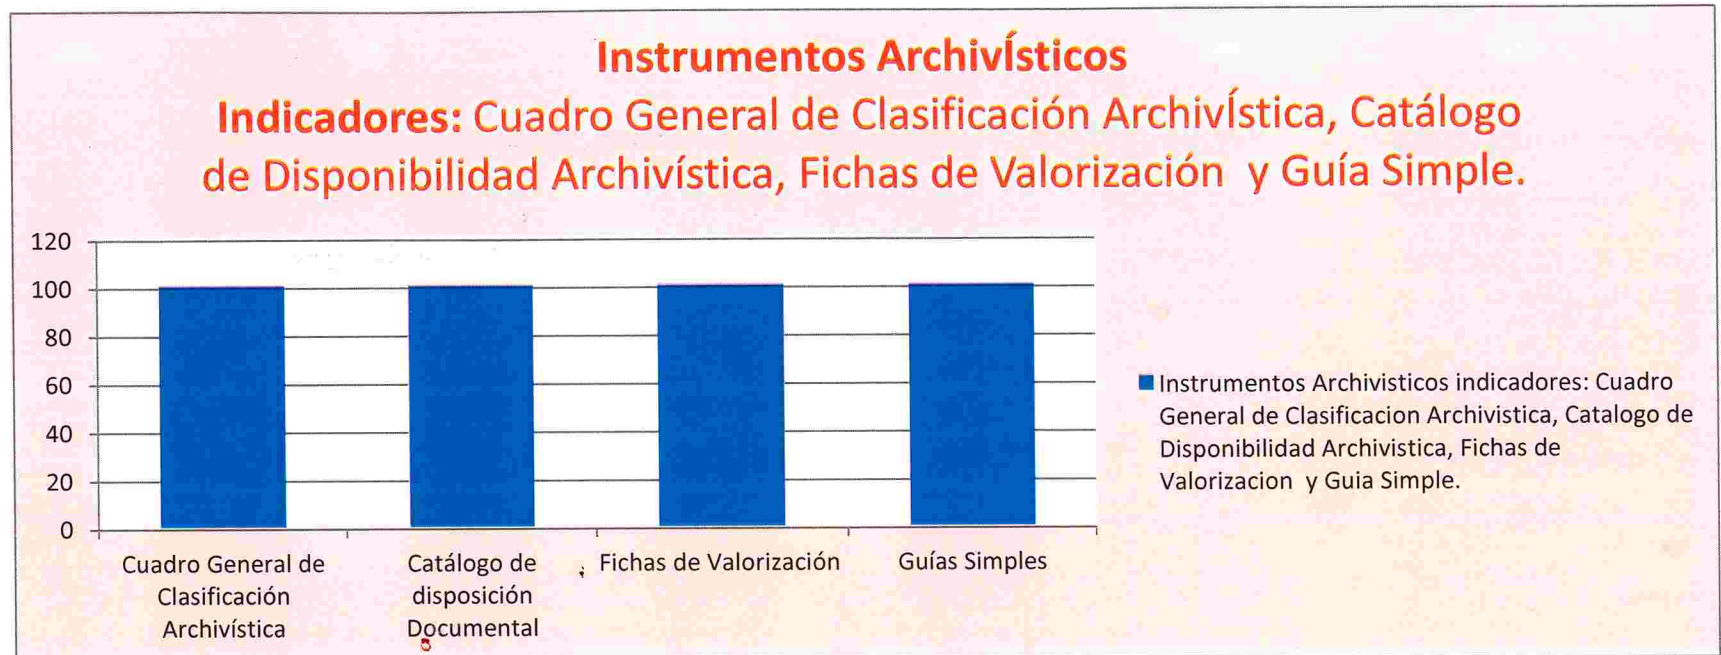 Instrumentos ArchivÍsticos
Indicadores: Cuadro General de Clasificación ArchivÍstica, Catálogo
de Disponibilidad Archivística, Fichas de Valorización y Guía Simple.
120
100
80
60
40
20
0
Cuadro General de
Clasificación
Archivística
Catálogo de
disposición
Documental
Fichas de Valorización
Guías Simples
Instrumentos Archivisticos indicadores: Cuadro
General de Clasificacion Archivistica, Catalogo de
Disponibilidad Archivistica, Fichas de
Valorizacion y Guia Simple.